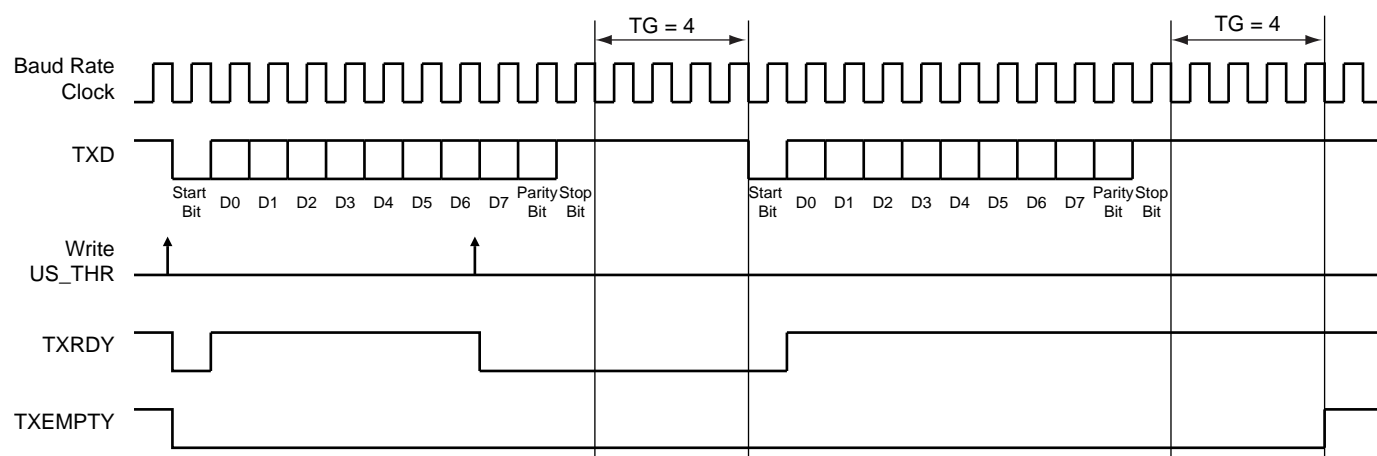 TG = 4
TG = 4
Baud Rate
Clock
TXD
Start
Bit
D0
D1
D2
D3
D4
D5
D6
D7
Parity
Bit
Stop
Bit
Start
Bit
D0
D1
D2
D3
D4
D5
D6
D7
Parity
Bit
Stop
Bit
Write
US_THR
TXRDY
TXEMPTY